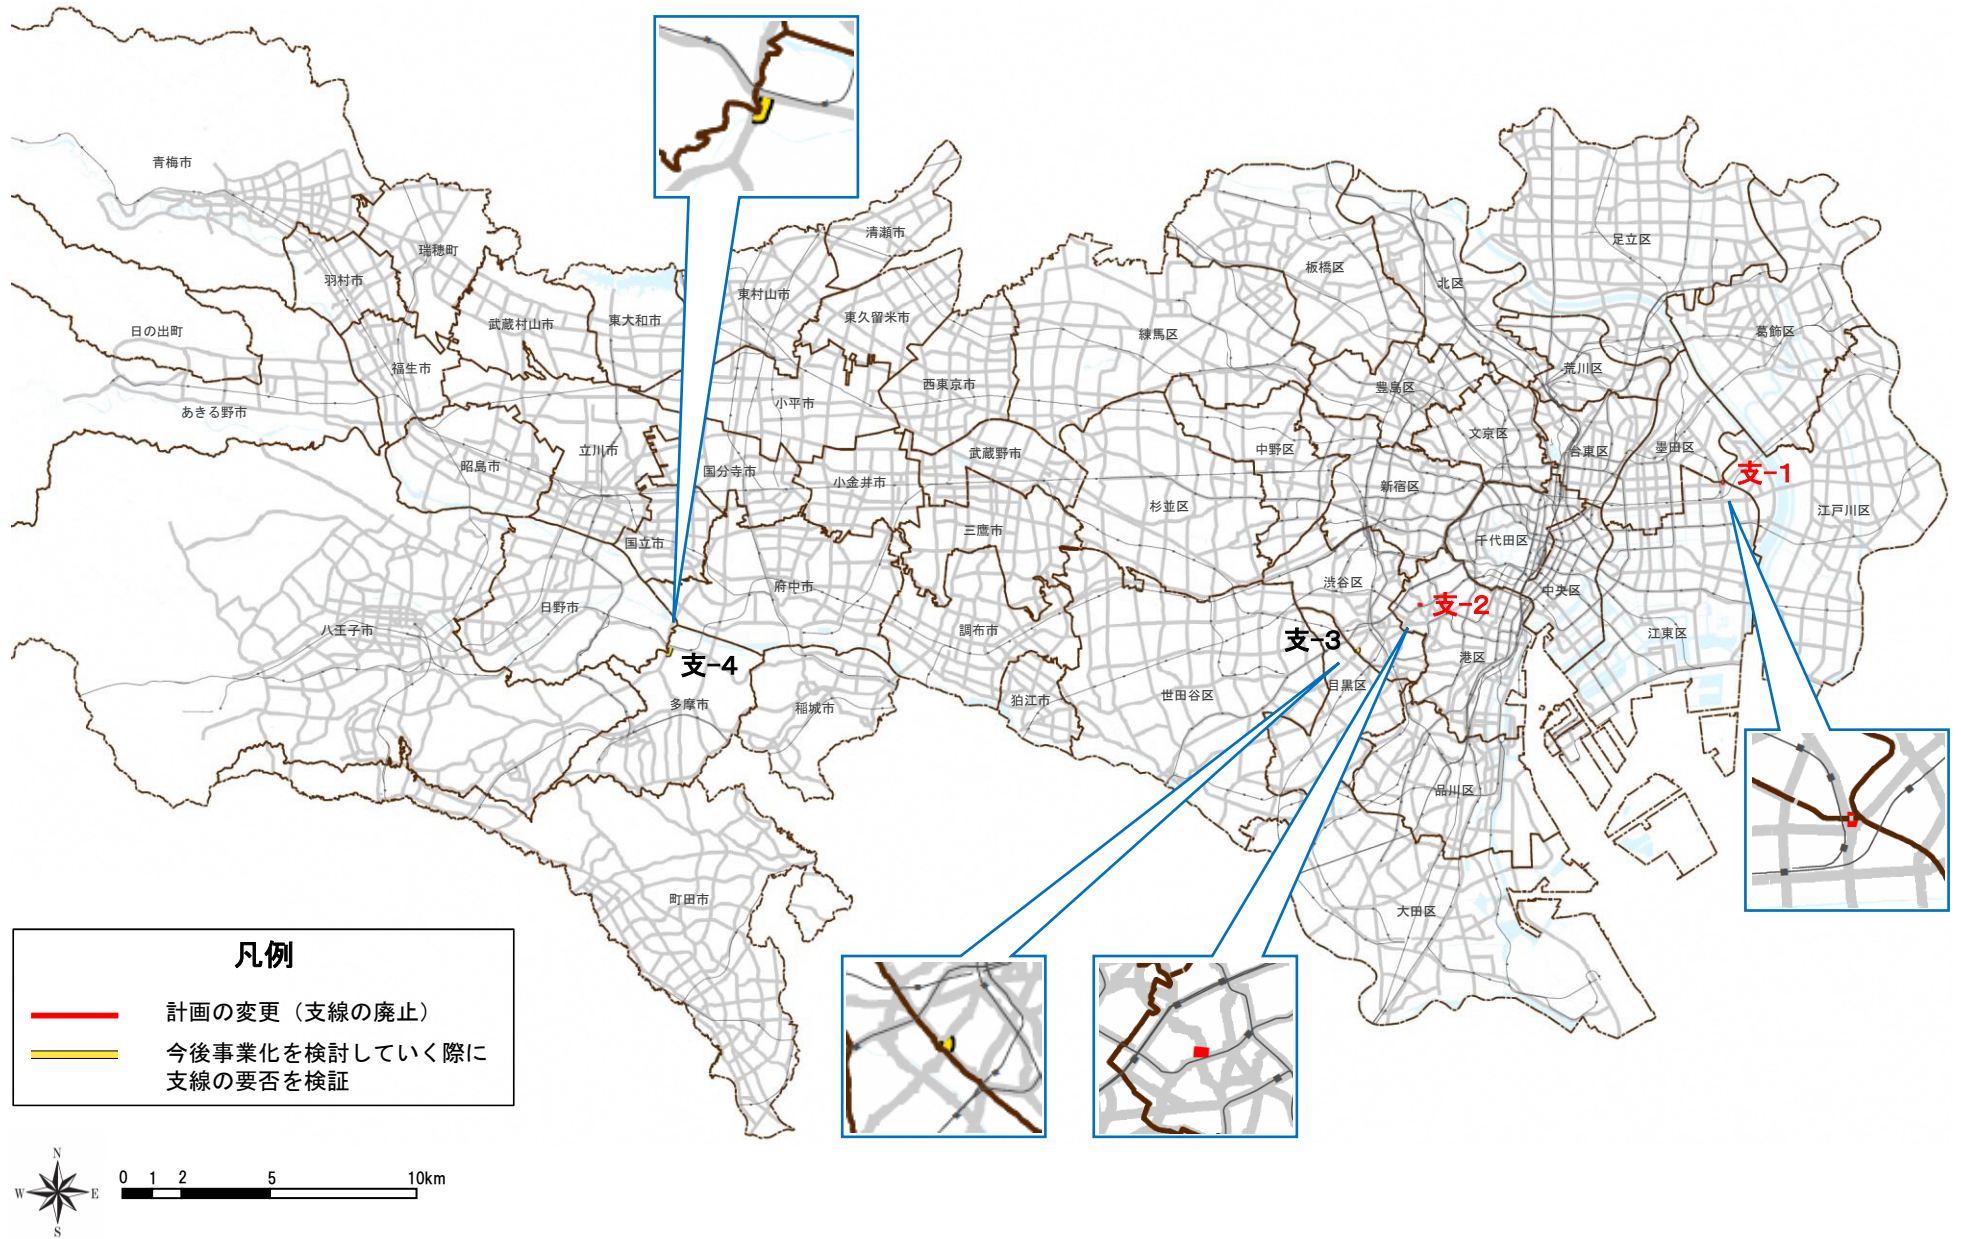 青梅市
瑞穂町
羽村市
日の出町
武蔵村山市
東大和市
福生市
あきる野市
清瀬市
東村山市
東久留米市
西東京市
小平市
立川市
昭島市
国分寺市
小金井市
武蔵野市
三鷹市
国立市
府中市
日野市
八王子市
調布市
支-4
多摩市
稲城市
狛江市
町田市
板橋区
北区
足立区
練馬区
葛飾区
豊島区
荒川区
文京区
台東区
墨田区
中野区
新宿区
杉並区
支-1
江戸川区
千代田区
渋谷区
中央区
支-2
江東区
支-3
港区
目黒区
世田谷区
品川区
大田区
凡例
計画の変更（支線の廃止）
今後事業化を検討していく際に
支線の要否を検証
N
W E
S
0 1 2 5 10km